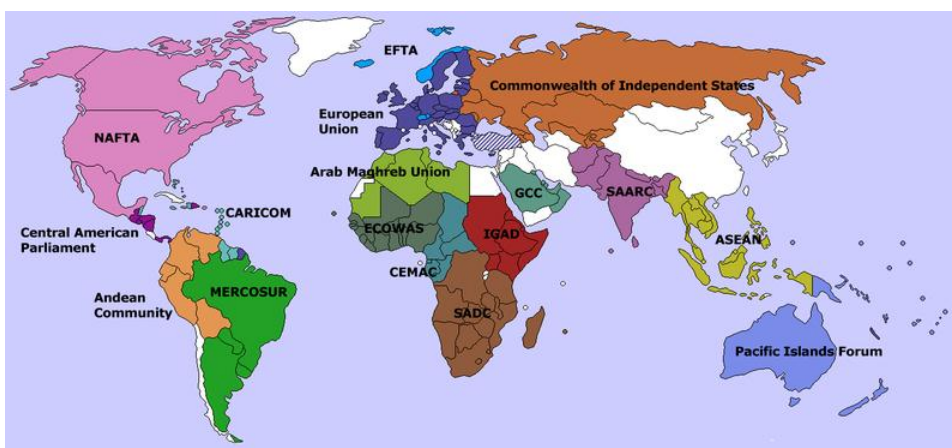 EFTA
Commonwealth of Independent States
European
Union
NAFTA
Arab Maghreb Union
GCC
SAARC
CARICOM
Central American
Parliament
ECOWAS
IGAD
ASEAN
CEMAC
MERCOSUR
Andean
Community
SADC
Pacific Islands Forum